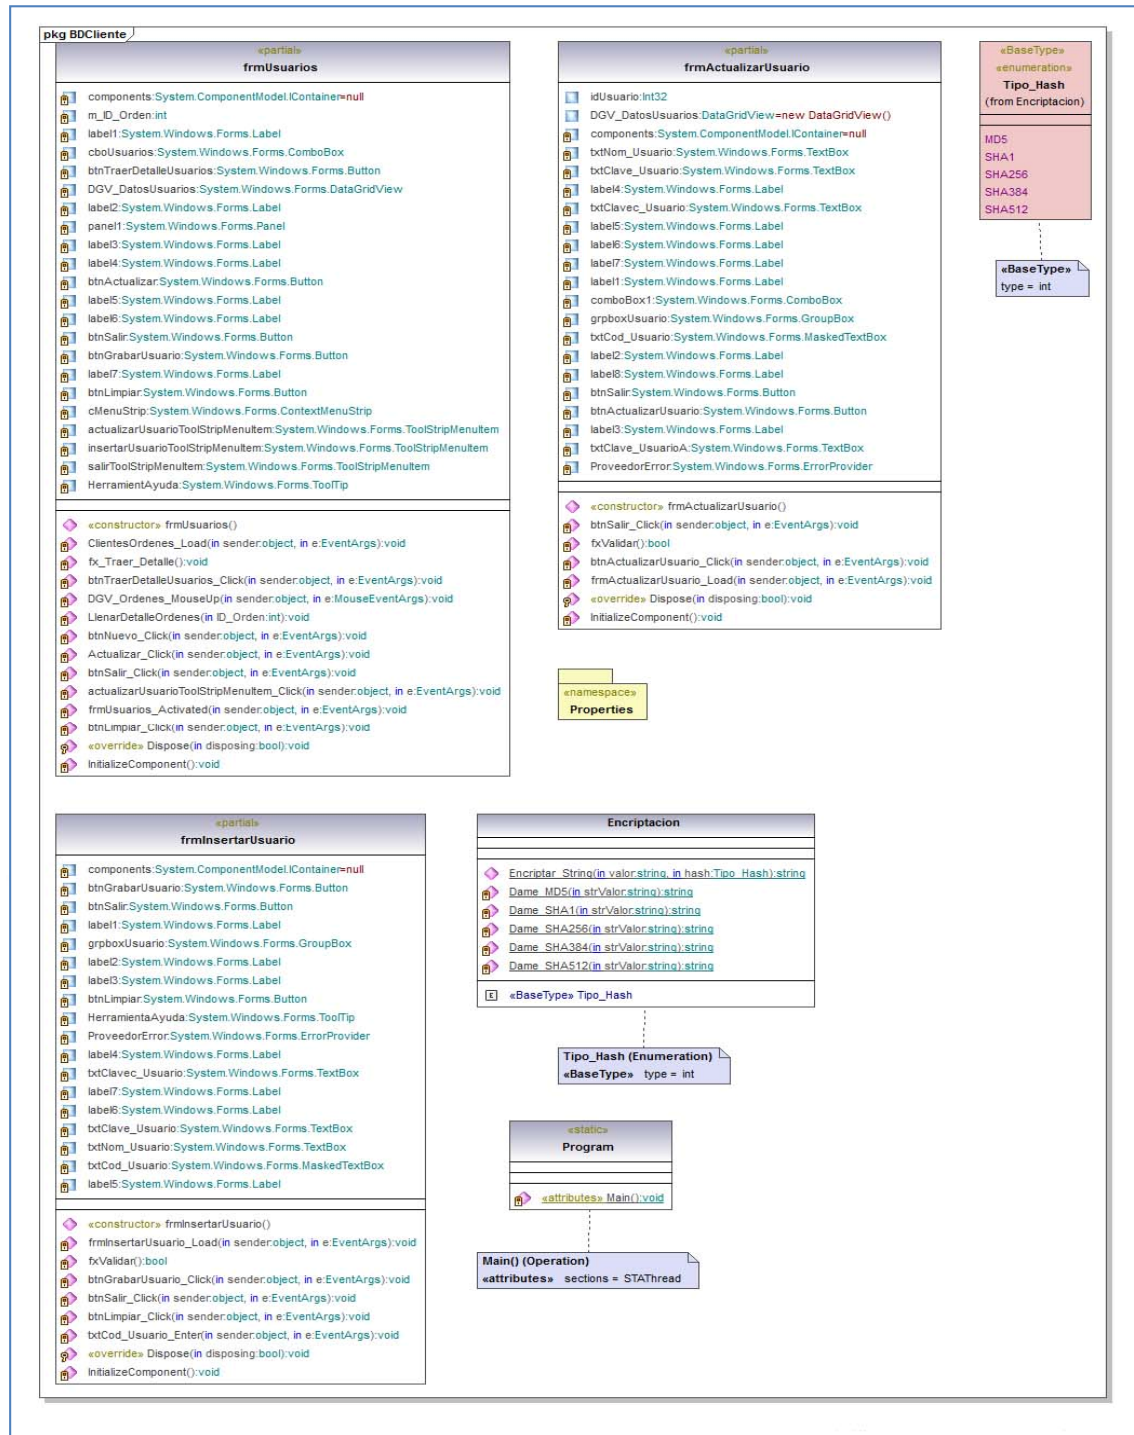 pkg BDCliente
«partial»
frmUsuarios
components:System.ComponentModel.IContainer=null
m_ID_Orden:int
label1:System.Windows.Forms.Label
cboUsuarios:System.Windows.Forms.ComboBox
btnTraerDetalleUsuarios:System.Windows.Forms.Button
DGV_DatosUsuarios:System.Windows.Forms.DataGridView
label2:System.Windows.Forms.Label
panel1:System.Windows.Forms.Panel
label3:System.Windows.Forms.Label
label4:System.Windows.Forms.Label
btnActualizar:System.Windows.Forms.Button
label5:System.Windows.Forms.Label
label6:System.Windows.Forms.Label
btnSalir:System.Windows.Forms.Button
btnGrabarUsuario:System.Windows.Forms.Button
label7:System.Windows.Forms.Label
btnLimpiar:System.Windows.Forms.Button
cMenuStrip:System.Windows.Forms.ContextMenuStrip
actualizarUsuarioToolStripMenuItem:System.Windows.Forms.ToolStripMenuItem
insertarUsuarioToolStripMenuItem:System.Windows.Forms.ToolStripMenuItem
salirToolStripMenuItem:System.Windows.Forms.ToolStripMenuItem
HerramientAyuda:System.Windows.Forms.ToolTip
«constructor» frmUsuarios()
ClientesOrdenes_Load(in sender:object, in e:EventArgs):void
fx_Traer_Detalle():void
btnTraerDetalleUsuarios_Click(in sender:object, in e:EventArgs):void
DGV_Ordenes_MouseUp(in sender:object, in e:MouseEventArgs):void
LlenarDetalleOrdenes(in ID_Orden:int):void
btnNuevo_Click(in sender:object, in e:EventArgs):void
Actualizar_Click(in sender:object, in e:EventArgs):void
btnSalir_Click(in sender:object, in e:EventArgs):void
actualizarUsuarioToolStripMenuItem_Click(in sender:object, in e:EventArgs):void
frmUsuarios_Activated(in sender:object, in e:EventArgs):void
btnLimpiar_Click(in sender:object, in e:EventArgs):void
«override» Dispose(in disposing:bool):void
InitializeComponent():void
«partial»
frmActualizarUsuario
idUsuario:Int32
DGV_DatosUsuarios:DataGridView=new DataGridView()
components:System.ComponentModel.IContainer=null
txtNom_Usuario:System.Windows.Forms.TextBox
txtClave_Usuario:System.Windows.Forms.TextBox
label4:System.Windows.Forms.Label
txtClavec_Usuario:System.Windows.Forms.TextBox
label5:System.Windows.Forms.Label
label6:System.Windows.Forms.Label
label7:System.Windows.Forms.Label
label1:System.Windows.Forms.Label
comboBox1:System.Windows.Forms.ComboBox
grpboxUsuario:System.Windows.Forms.GroupBox
txtCod_Usuario:System.Windows.Forms.MaskedTextBox
label2:System.Windows.Forms.Label
label8:System.Windows.Forms.Label
btnSalir:System.Windows.Forms.Button
btnActualizarUsuario:System.Windows.Forms.Button
label3:System.Windows.Forms.Label
txtClave_UsuarioA:System.Windows.Forms.TextBox
ProveedorError:System.Windows.Forms.ErrorProvider
«constructor» frmActualizarUsuario()
btnSalir_Click(in sender:object, in e:EventArgs):void
fxValidar():bool
btnActualizarUsuario_Click(in sender:object, in e:EventArgs):void
frmActualizarUsuario_Load(in sender:object, in e:EventArgs):void
«override» Dispose(in disposing:bool):void
InitializeComponent():void
«BaseType»
«enumeration»
Tipo_Hash
(from Encriptacion)
MD5
SHA1
SHA256
SHA384
SHA512
«BaseType»
type = int
«namespace»
Properties
«partial»
frmInsertarUsuario
components:System.ComponentModel.IContainer=null
btnGrabarUsuario:System.Windows.Forms.Button
btnSalir:System.Windows.Forms.Button
label1:System.Windows.Forms.Label
grpboxUsuario:System.Windows.Forms.GroupBox
label2:System.Windows.Forms.Label
label3:System.Windows.Forms.Label
btnLimpiar:System.Windows.Forms.Button
HerramientaAyuda:System.Windows.Forms.ToolTip
ProveedorError:System.Windows.Forms.ErrorProvider
label4:System.Windows.Forms.Label
txtClavec_Usuario:System.Windows.Forms.TextBox
label7:System.Windows.Forms.Label
label6:System.Windows.Forms.Label
txtClave_Usuario:System.Windows.Forms.TextBox
txtNom_Usuario:System.Windows.Forms.TextBox
txtCod_Usuario:System.Windows.Forms.MaskedTextBox
label5:System.Windows.Forms.Label
«constructor» frmInsertarUsuario()
frmInsertarUsuario_Load(in sender:object, in e:EventArgs):void
fxValidar():bool
btnGrabarUsuario_Click(in sender:object, in e:EventArgs):void
btnSalir_Click(in sender:object, in e:EventArgs):void
btnLimpiar_Click(in sender:object, in e:EventArgs):void
txtCod_Usuario_Enter(in sender:object, in e:EventArgs):void
«override» Dispose(in disposing:bool):void
InitializeComponent():void
Encriptacion
Encriptar_String(in valor:string, in hash:Tipo_Hash):string
Dame_MD5(in strValor:string):string
Dame_SHA1(in strValor:string):string
Dame_SHA256(in strValor:string):string
Dame_SHA384(in strValor:string):string
Dame_SHA512(in strValor:string):string
E «BaseType» Tipo_Hash
Tipo_Hash (Enumeration)
«BaseType» type = int
«static»
Program
«attributes» Main():void
Main() (Operation)
«attributes» sections = STAThread